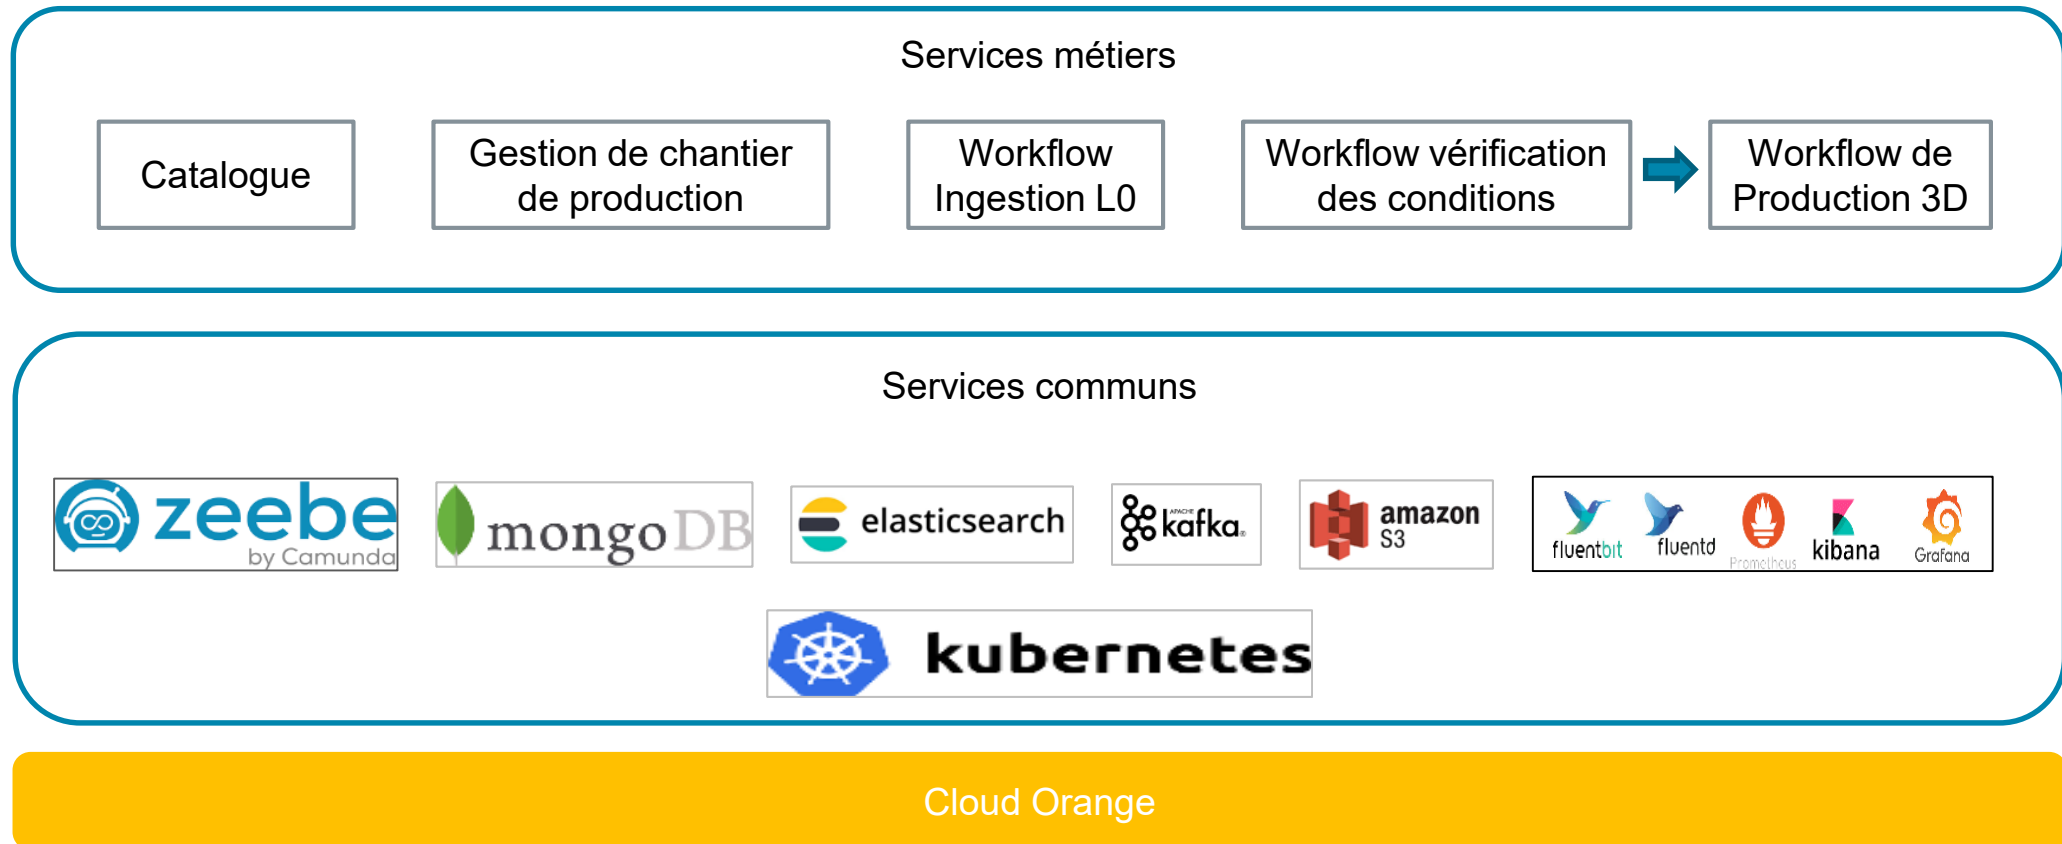 Services métiers
Catalogue
Gestion de chantier
de production
Workflow
Ingestion L0
Workflow vérification
des conditions
Workflow de
Production 3D
Services communs
zeebe
by Camunda
mongoDB
elasticsearch
APACHE
kafka
amazon
S3
fluentbit
fluentd
Prometheus
kibana
Grafana
kubernetes
Cloud Orange